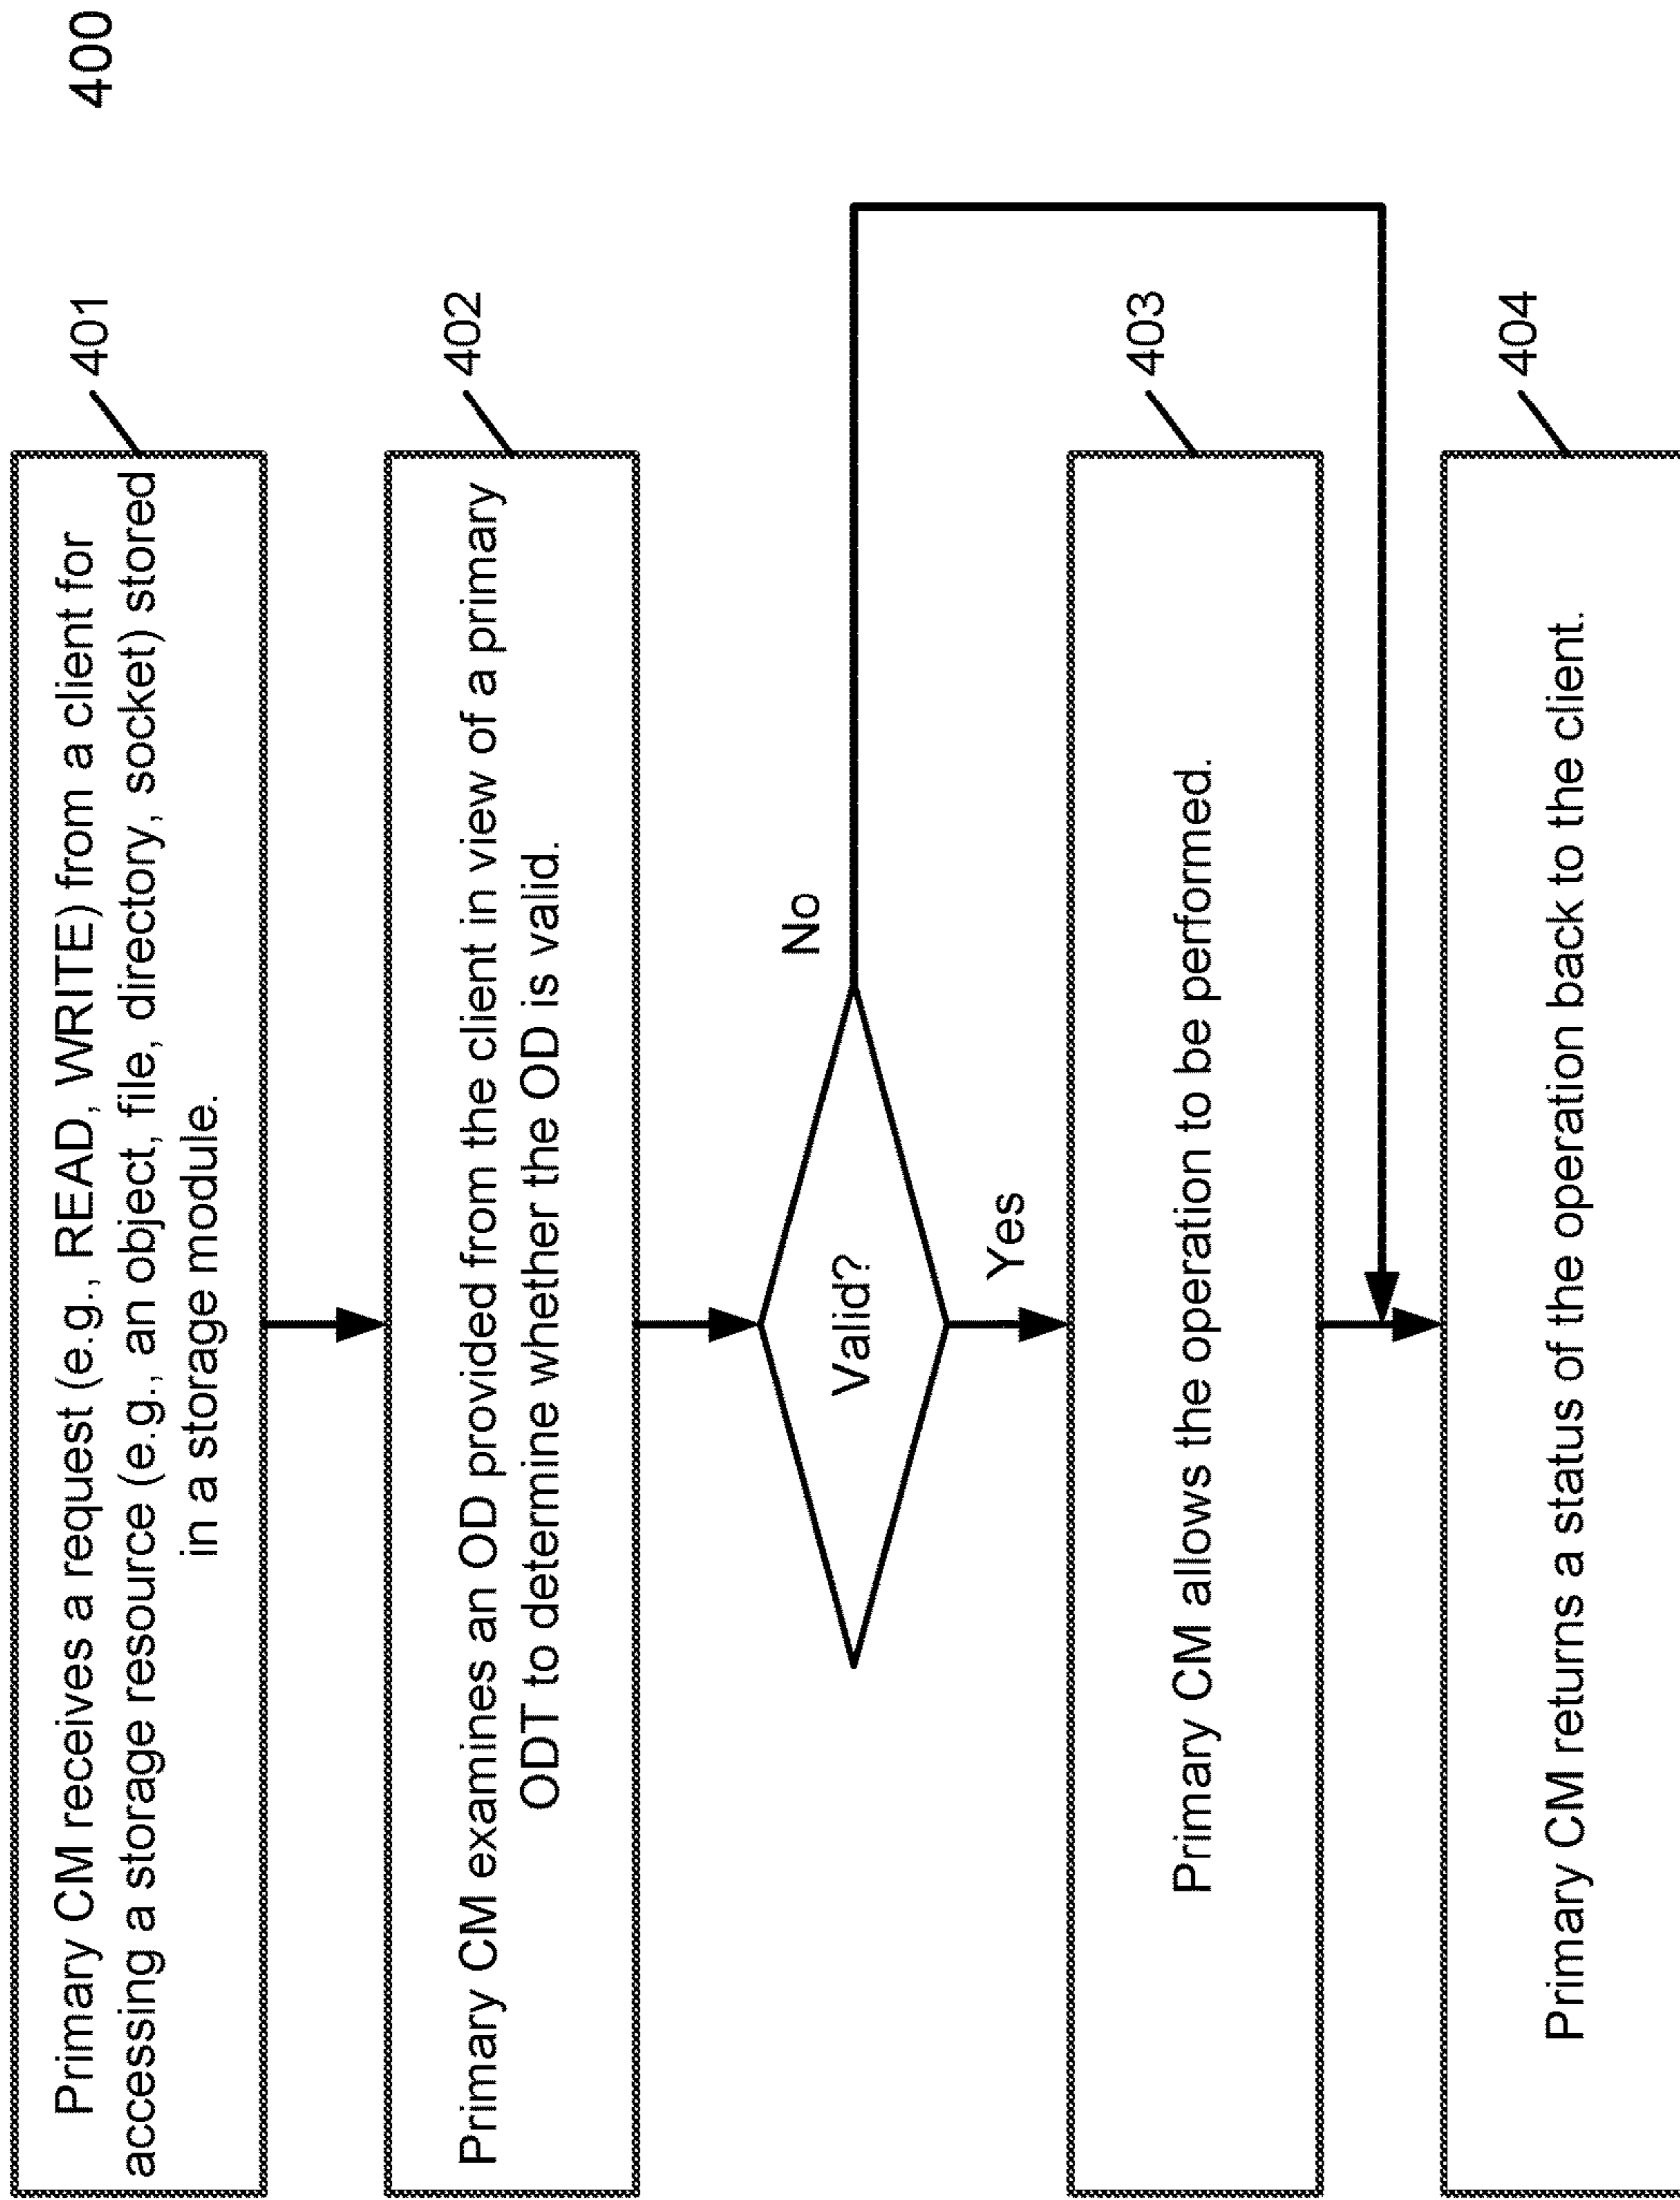 400
401
Primary CM receives a request (e.g., READ, WRITE) from a client for
accessing a storage resource (e.g., an object, file, directory, socket) stored
in a storage module.
402
Primary CM examines an OD provided from the client in view of a primary
ODT to determine whether the OD is valid.
Valid?
No
Yes
403
Primary CM allows the operation to be performed.
404
Primary CM returns a status of the operation back to the client.